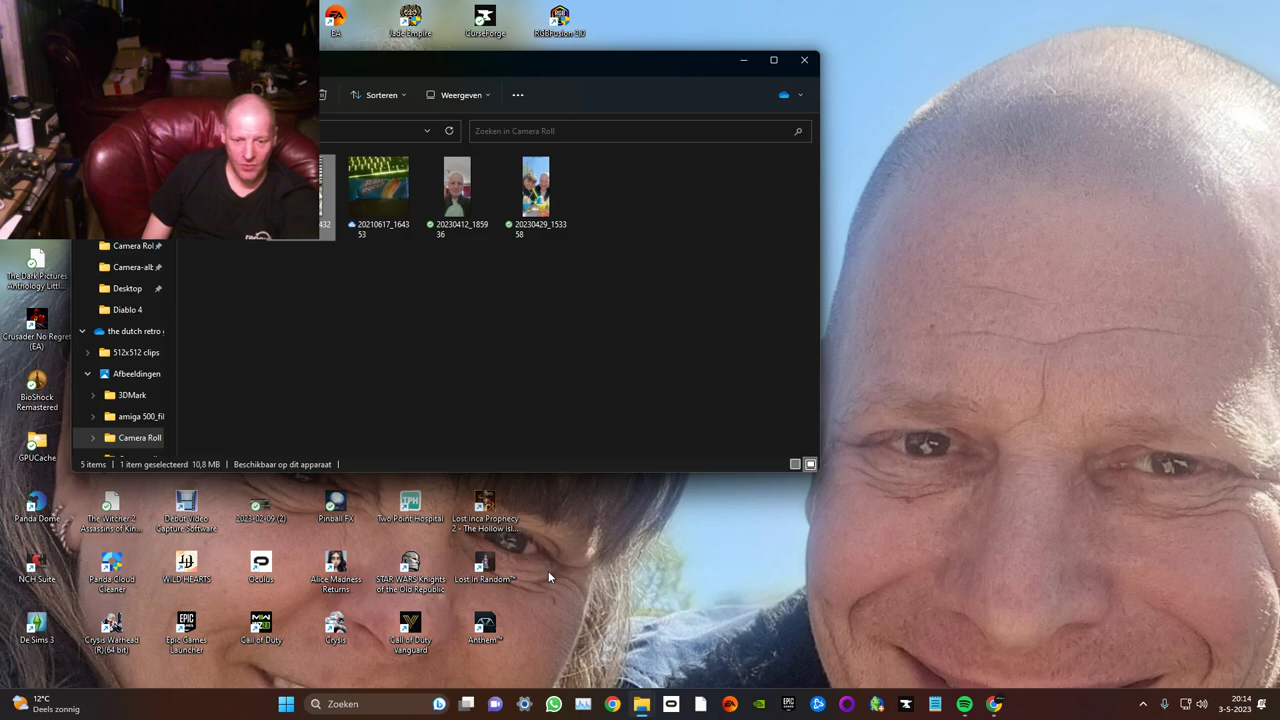 EA
Jade Empire
CurseForge
RGBFusion 2.0
Sorteren
Weergeven
Zoeken in Camera Roll
432
20210617_1643
53
20230412_1859
36
20230429_1533
58
Camera Rol
Camera-alb
Desktop
Diablo 4
the dutch retro
512x512 clips
Afbeeldingen
3DMark
amiga 500_fil
Camera Roll
5 items
1 item geselecteerd 10,8 MB
Beschikbaar op dit apparaat
The Dark Pictures
Anthology Littl...
Crusader No Regret
(EA)
BioShock
Remastered
GPUCache
Panda Dome
The Witcher 2
Assassins of Kin...
Debut Video
Capture Software
2023-02-09 (2)
Pinball FX
TPH
Two Point Hospital
Lost Inca Prophecy
2 - The Hollow Isl...
NCH Suite
Panda Cloud
Cleaner
WILD HEARTS
Oculus
Alice Madness
Returns
STAR WARS Knights
of the Old Republic
Lost In Random™
De Sims 3
Crysis Warhead
(R)(64 bit)
Epic Games
Launcher
Call of Duty
Crysis
Call of Duty
Vanguard
Anthem™
12°C
Deels zonnig
Zoeken
20:14
3-5-2023